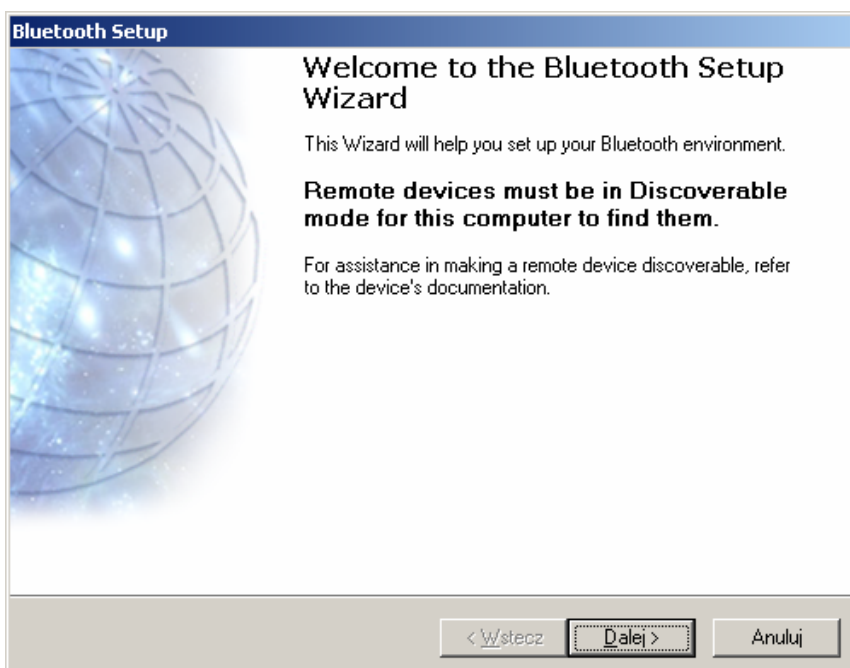 Bluetooth Setup
Welcome to the Bluetooth Setup
Wizard
This Wizard will help you set up your Bluetooth environment.
Remote devices must be in Discoverable
mode for this computer to find them.
For assistance in making a remote device discoverable, refer
to the device's documentation.
< Wstecz Dalej > Anuluj